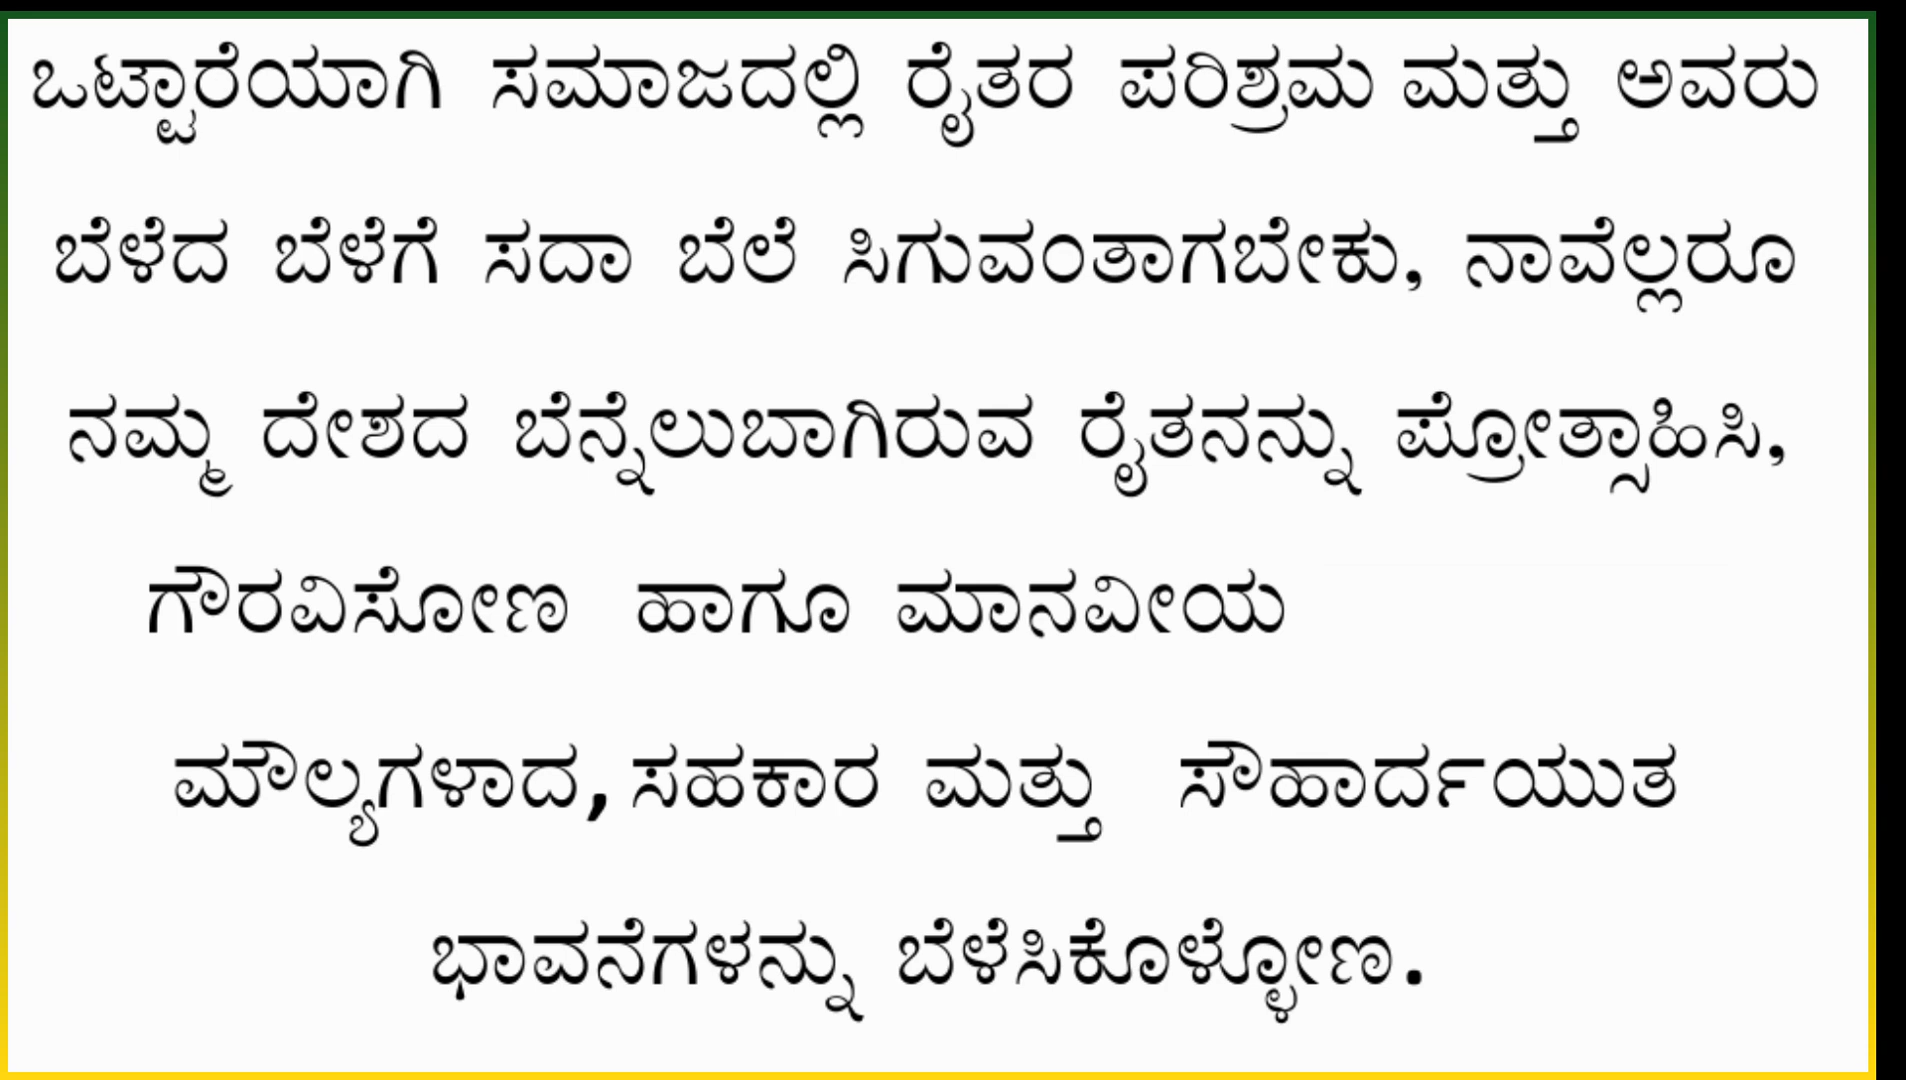 ಒಟ್ಟಾರೆಯಾಗಿ ಸಮಾಜದಲ್ಲಿ ರೈತರ ಪರಿಶ್ರಮ ಮತ್ತು ಅವರು
ಬೆಳೆದ ಬೆಳೆಗೆ ಸದಾ ಬೆಲೆ ಸಿಗುವಂತಾಗಬೇಕು, ನಾವೆಲ್ಲರೂ
ನಮ್ಮ ದೇಶದ ಬೆನ್ನೆಲುಬಾಗಿರುವ ರೈತನನ್ನು ಪ್ರೋತ್ಸಾಹಿಸಿ,
ಗೌರವಿಸೋಣ ಹಾಗೂ ಮಾನವೀಯ
ಮೌಲ್ಯಗಳಾದ, ಸಹಕಾರ ಮತ್ತು ಸೌಹಾರ್ದಯುತ
ಭಾವನೆಗಳನ್ನು ಬೆಳೆಸಿಕೊಳ್ಳೋಣ.